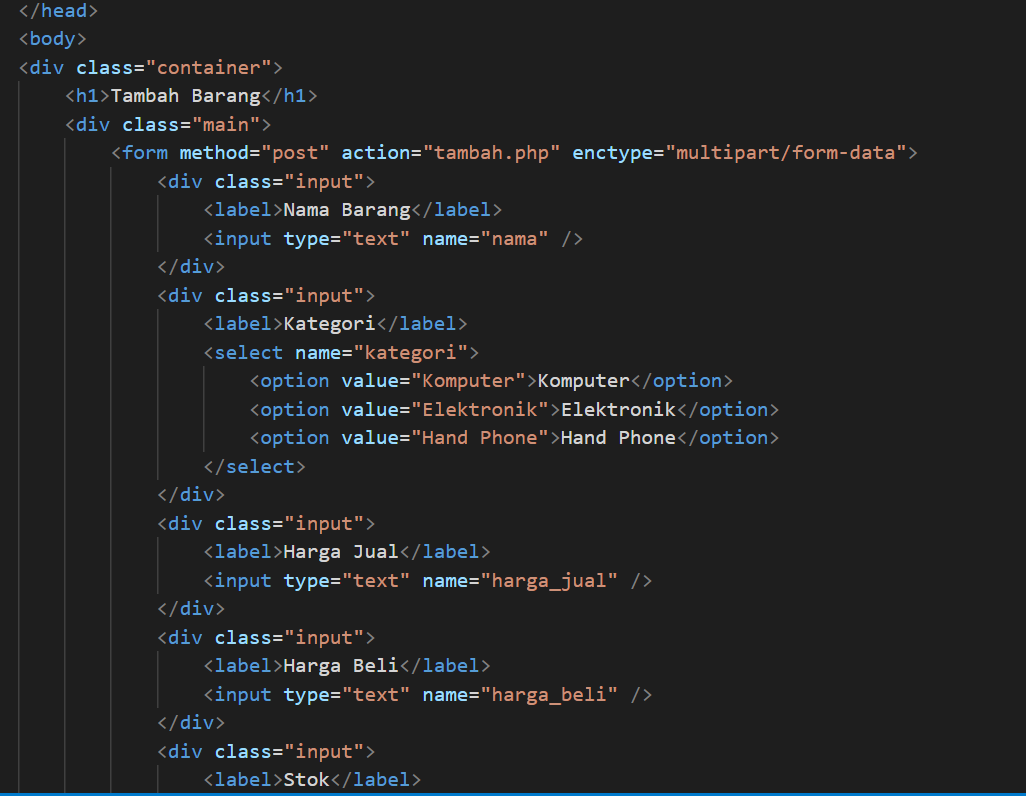 </head>
<body>
<div class="container">
<h1>Tambah Barang</h1>
<div class="main">
<form method="post" action="tambah.php" enctype="multipart/form-data">
<div class="input">
<label>Nama Barang</label>
<input type="text" name="nama" />
</div>
<div class="input">
<label>Kategori</label>
<select name="kategori">
<option value="Komputer">Komputer</option>
<option value="Elektronik">Elektronik</option>
<option value="Hand Phone">Hand Phone</option>
</select>
</div>
<div class="input">
<label>Harga Jual</label>
<input type="text" name="harga_jual" />
</div>
<div class="input">
<label>Harga Beli</label>
<input type="text" name="harga_beli" />
</div>
<div class="input">
<label>Stok</label>